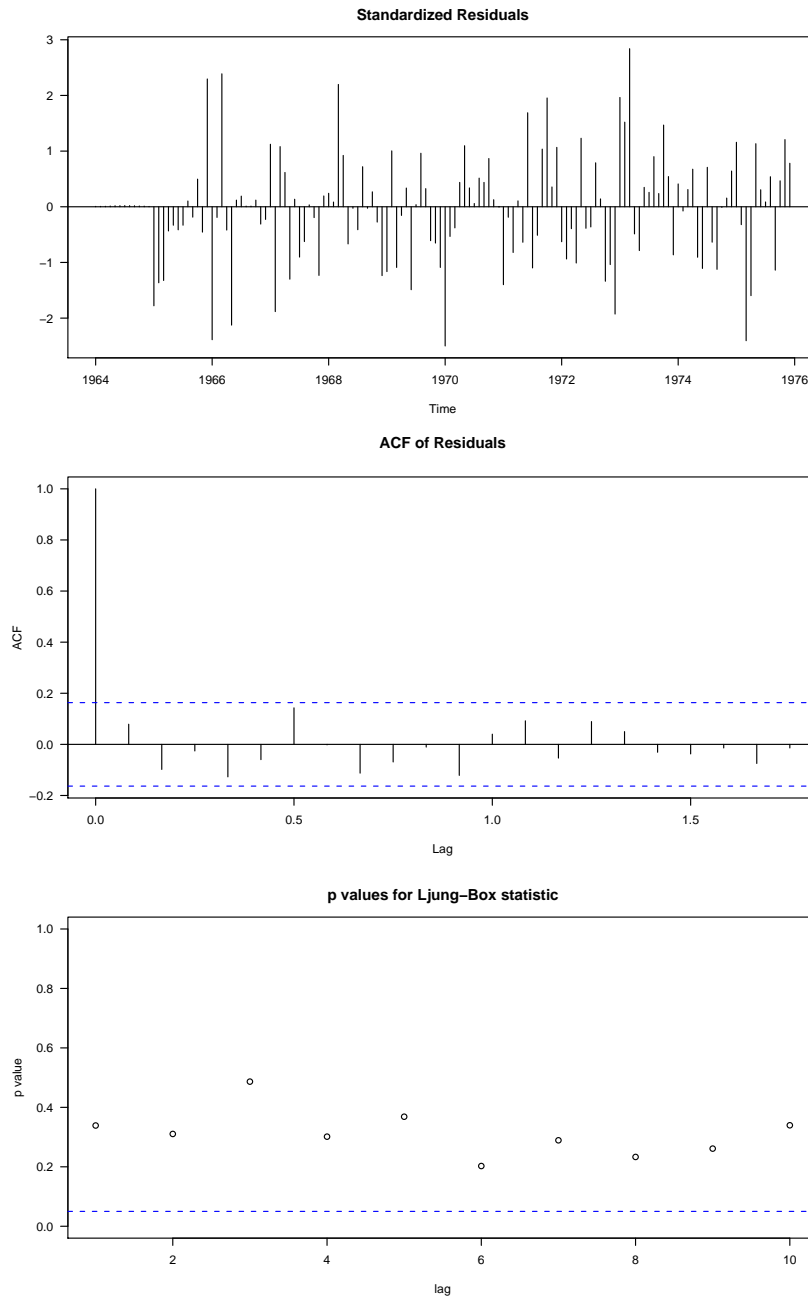 Standardized Residuals
3
2
1
0
−1
−2
1964 1966 1968 1970 1972 1974 1976
Time
ACF of Residuals
1.0
0.8
0.6
0.4
0.2
0.0
−0.2
ACF
0.0 0.5 1.0 1.5
Lag
p values for Ljung−Box statistic
1.0
0.8
0.6
0.4
0.2
0.0
p value
2 4 6 8 10
lag